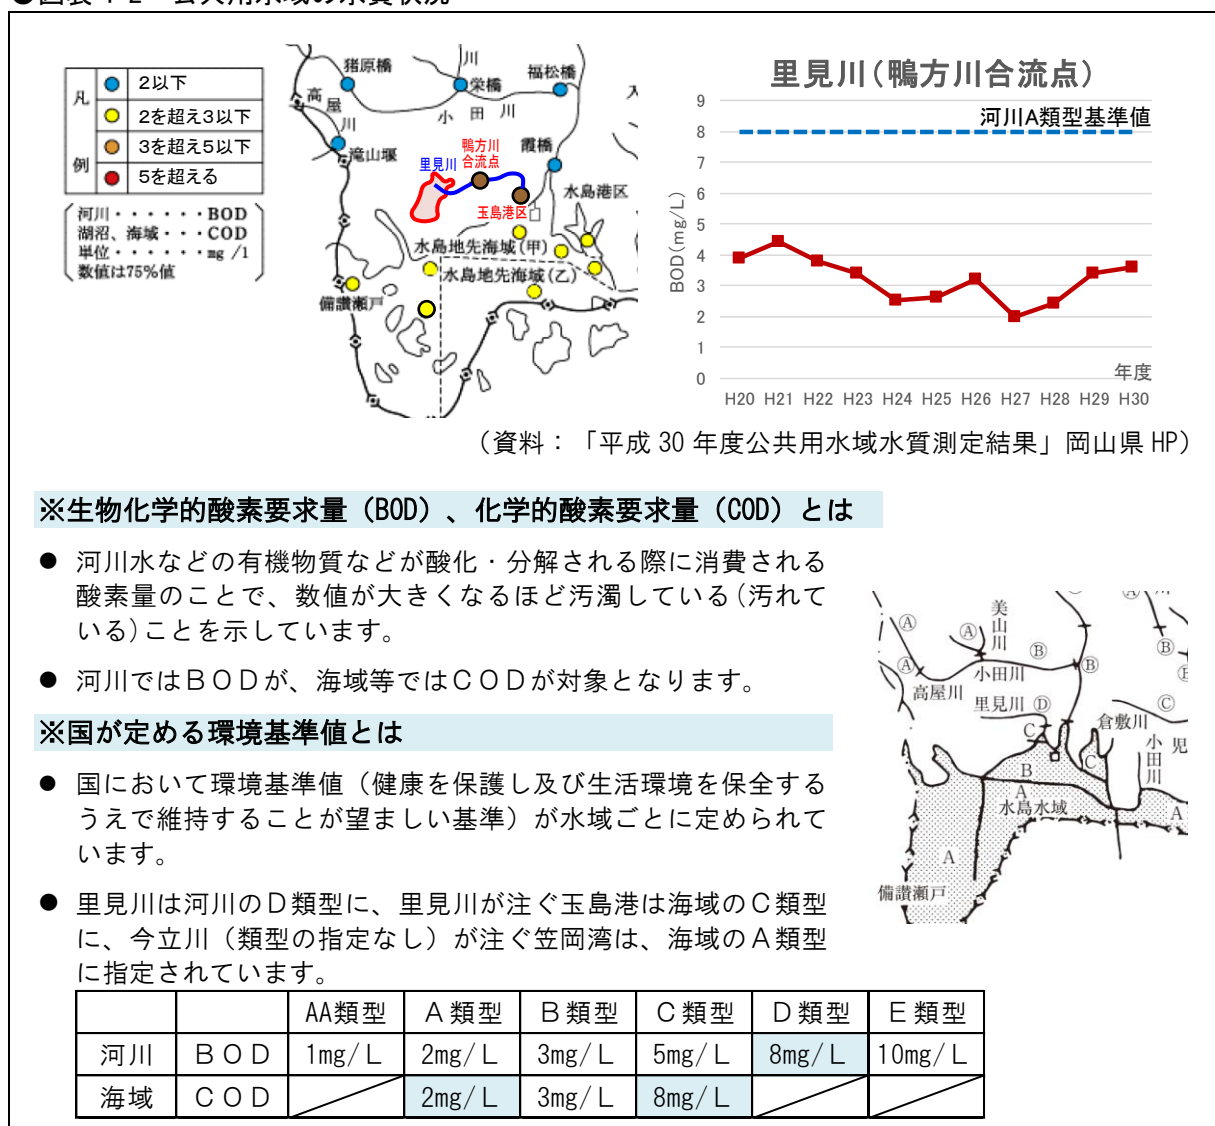 凡例
2以下
2を超え3以下
3を超え5以下
5を超える
河川・・・・・・BOD
湖沼、海域・・・COD
単位・・・・・・mg /l
数値は75%値
猪原橋
川
栄橋
福松橋
高屋川
小田川
滝山堰
里見川
鴨方川
合流点
霞橋
水島港区
玉島港区
水島地先海域(甲)
水島地先海域(乙)
備讃瀬戸
里見川(鴨方川合流点)
河川A類型基準値
BOD(mg/L)
9
8
7
6
5
4
3
2
1
0
年度
H20 H21 H22 H23 H24 H25 H26 H27 H28 H29 H30
(資料:「平成30年度公共用水域水質測定結果」岡山県HP)
※生物化学的酸素要求量(BOD)、化学的酸素要求量(COD)とは
● 河川水などの有機物質などが酸化・分解される際に消費される
酸素量のことで、数値が大きくなるほど汚濁している(汚れて
いる)ことを示しています。
● 河川ではBODが、海域等ではCODが対象となります。
※国が定める環境基準値とは
● 国において環境基準値(健康を保護し及び生活環境を保全する
うえで維持することが望ましい基準)が水域ごとに定められて
います。
● 里見川は河川のD類型に、里見川が注ぐ玉島港は海域のC類型
に、今立川(類型の指定なし)が注ぐ笠岡湾は、海域のA類型
に指定されています。
美山川
Ⓐ
Ⓐ
Ⓑ
Ⓐ
小田川
Ⓑ
Ⓑ
高屋川
里見川
Ⓓ
Ⓒ
倉敷川
C
小田川
児
B
C
A
水島水域
A
A
備讃瀬戸
AA類型 A類型 B類型 C類型 D類型 E類型
河川 BOD 1mg/L 2mg/L 3mg/L 5mg/L 8mg/L 10mg/L
海域 COD 2mg/L 3mg/L 8mg/L